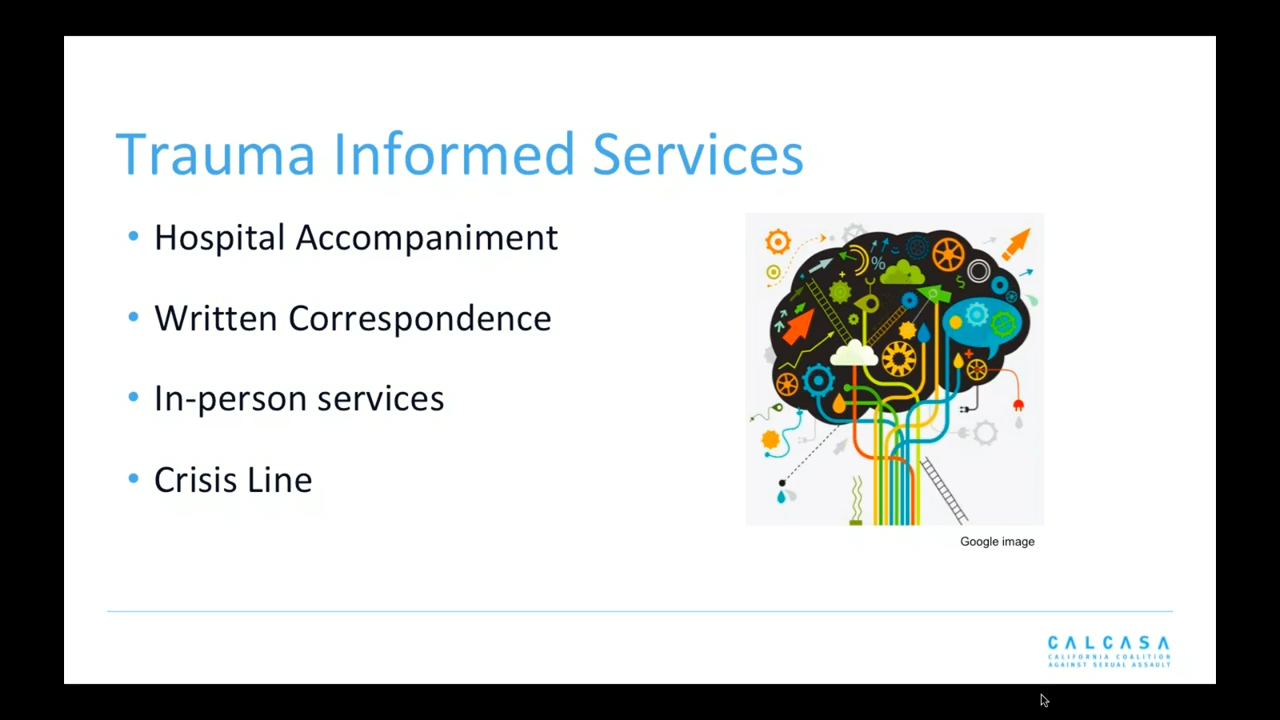 Trauma Informed Services
• Hospital Accompaniment
• Written Correspondence
• In-person services
• Crisis Line
%
$
Google image
CALCASA
CALIFORNIA COALITION
AGAINST SEXUAL ASSAULT